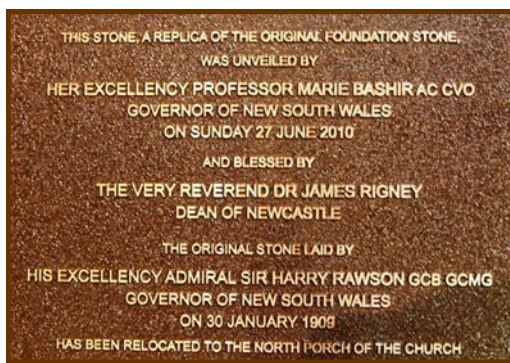 THIS STONE, A REPLICA OF THE ORIGINAL FOUNDATION STONE,
WAS UNVEILED BY
HER EXCELLENCY PROFESSOR MARIE BASHIR AC CVO
GOVERNOR OF NEW SOUTH WALES
ON SUNDAY 27 JUNE 2010
AND BLESSED BY
THE VERY REVEREND DR JAMES RIGNEY
DEAN OF NEWCASTLE
THE ORIGINAL STONE LAID BY
HIS EXCELLENCY ADMIRAL SIR HARRY RAWSON GCB GCMG
GOVERNOR OF NEW SOUTH WALES
ON 30 JANUARY 1909
HAS BEEN RELOCATED TO THE NORTH PORCH OF THE CHURCH